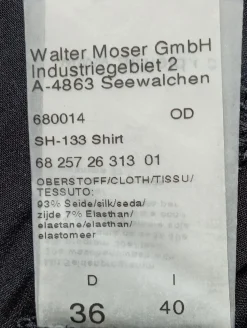 Walter Moser GmbH
Industriegebiet 2
A-4863 Seewalchen
680014 OD
SH-133 Shirt
68 257 26 313 01
OBERSTOFF/CLOTH/TISSU/
TESSUTO:
93% Seide/silk/seda/
zijde 7% Elasthan/
elastane/elasthan/
elastomeer
D I
36 40